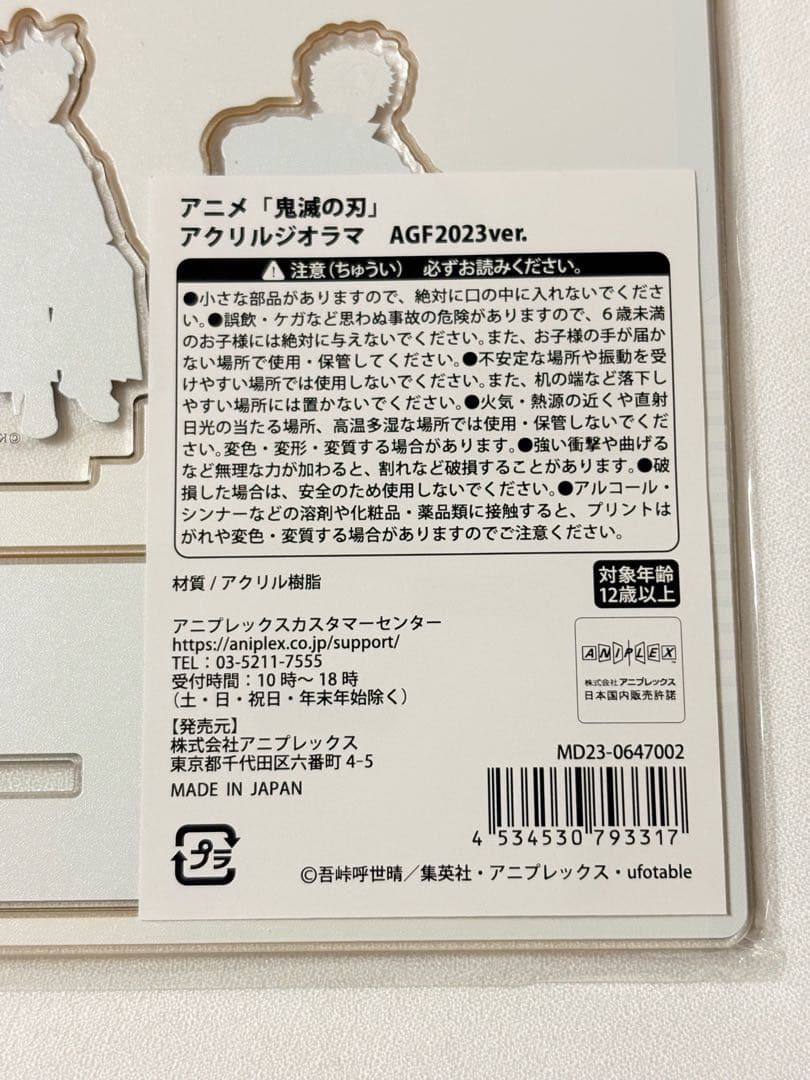 アニメ「鬼滅の刃」
アクリルジオラマ　AGF2023ver.
注意（ちゅうい）　必ずお読みください。
●小さな部品がありますので、絶対に口の中に入れないでくださ
い。●誤飲・ケガなど思わぬ事故の危険がありますので、６歳未満
のお子様には絶対に与えないでください。また、お子様の手が届か
ない場所で使用・保管してください。●不安定な場所や振動を受
けやすい場所では使用しないでください。また、机の端など落下し
やすい場所には置かないでください。●火気・熱源の近くや直射
日光の当たる場所、高温多湿な場所では使用・保管しないでくだ
さい。変色・変形・変質する場合があります。●強い衝撃や曲げる
など無理な力が加わると、割れなど破損することがあります。●破
損した場合は、安全のため使用しないでください。●アルコール・
シンナーなどの溶剤や化粧品・薬品類に接触すると、プリントは
がれや変色・変質する場合がありますのでご注意ください。
材質 / アクリル樹脂
対象年齢
12歳以上
アニプレックスカスタマーセンター
https://aniplex.co.jp/support/
TEL：03-5211-7555
受付時間：10 時～ 18 時
（土・日・祝日・年末年始除く）
ANIPLEX
株式会社 アニプレックス
日本国内販売許諾
【発売元】
株式会社アニプレックス
東京都千代田区六番町 4-5
MADE IN JAPAN
MD23-0647002
4 534530 793317
プラ
©吾峠呼世晴／集英社・アニプレックス・ufotable